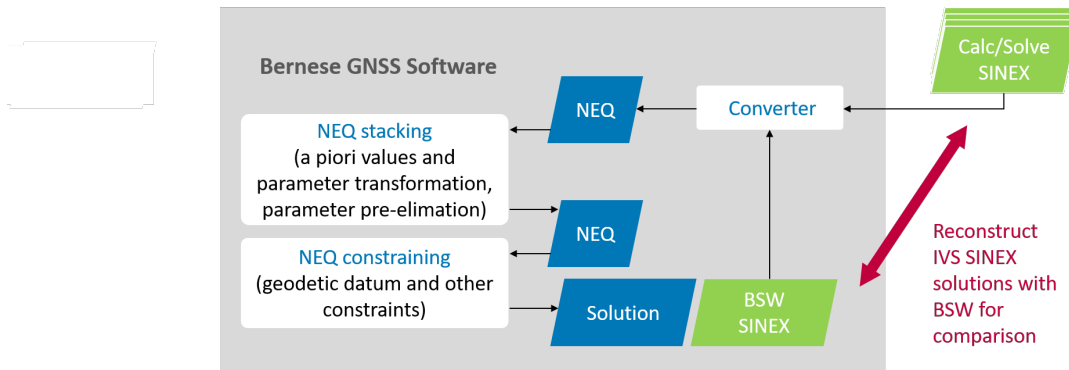 Calc/Solve
SINEX
Bernese GNSS Software
NEQ
Converter
NEQ stacking
(a piori values and
parameter transformation,
parameter pre-elimation)
NEQ
NEQ constraining
(geodetic datum and other
constraints)
Solution
BSW
SINEX
Reconstruct
IVS SINEX
solutions with
BSW for
comparison